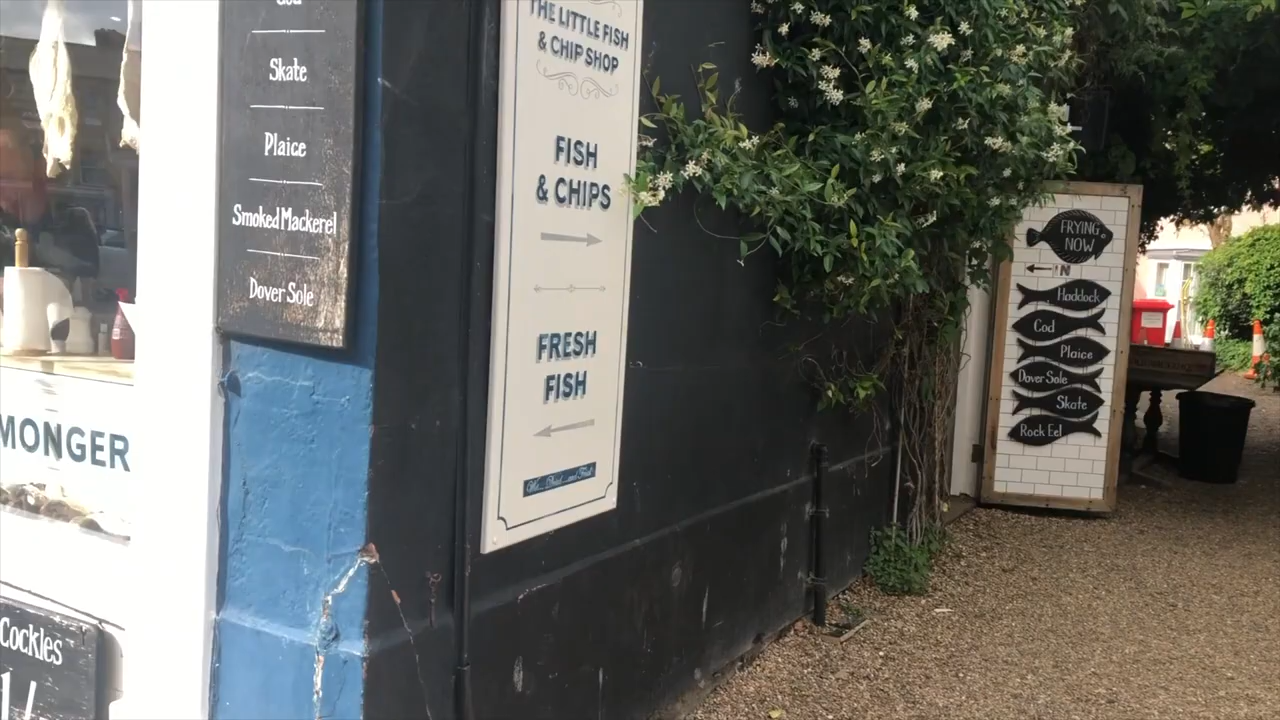 Cod
Skate
Plaice
Smoked Mackerel
Dover Sole
MONGER
Cockles
THE LITTLE FISH
& CHIP SHOP
FISH
& CHIPS
FRESH
FISH
FRYING
NOW
IN
Haddock
Cod
Plaice
Dover Sole
Skate
Rock Eel